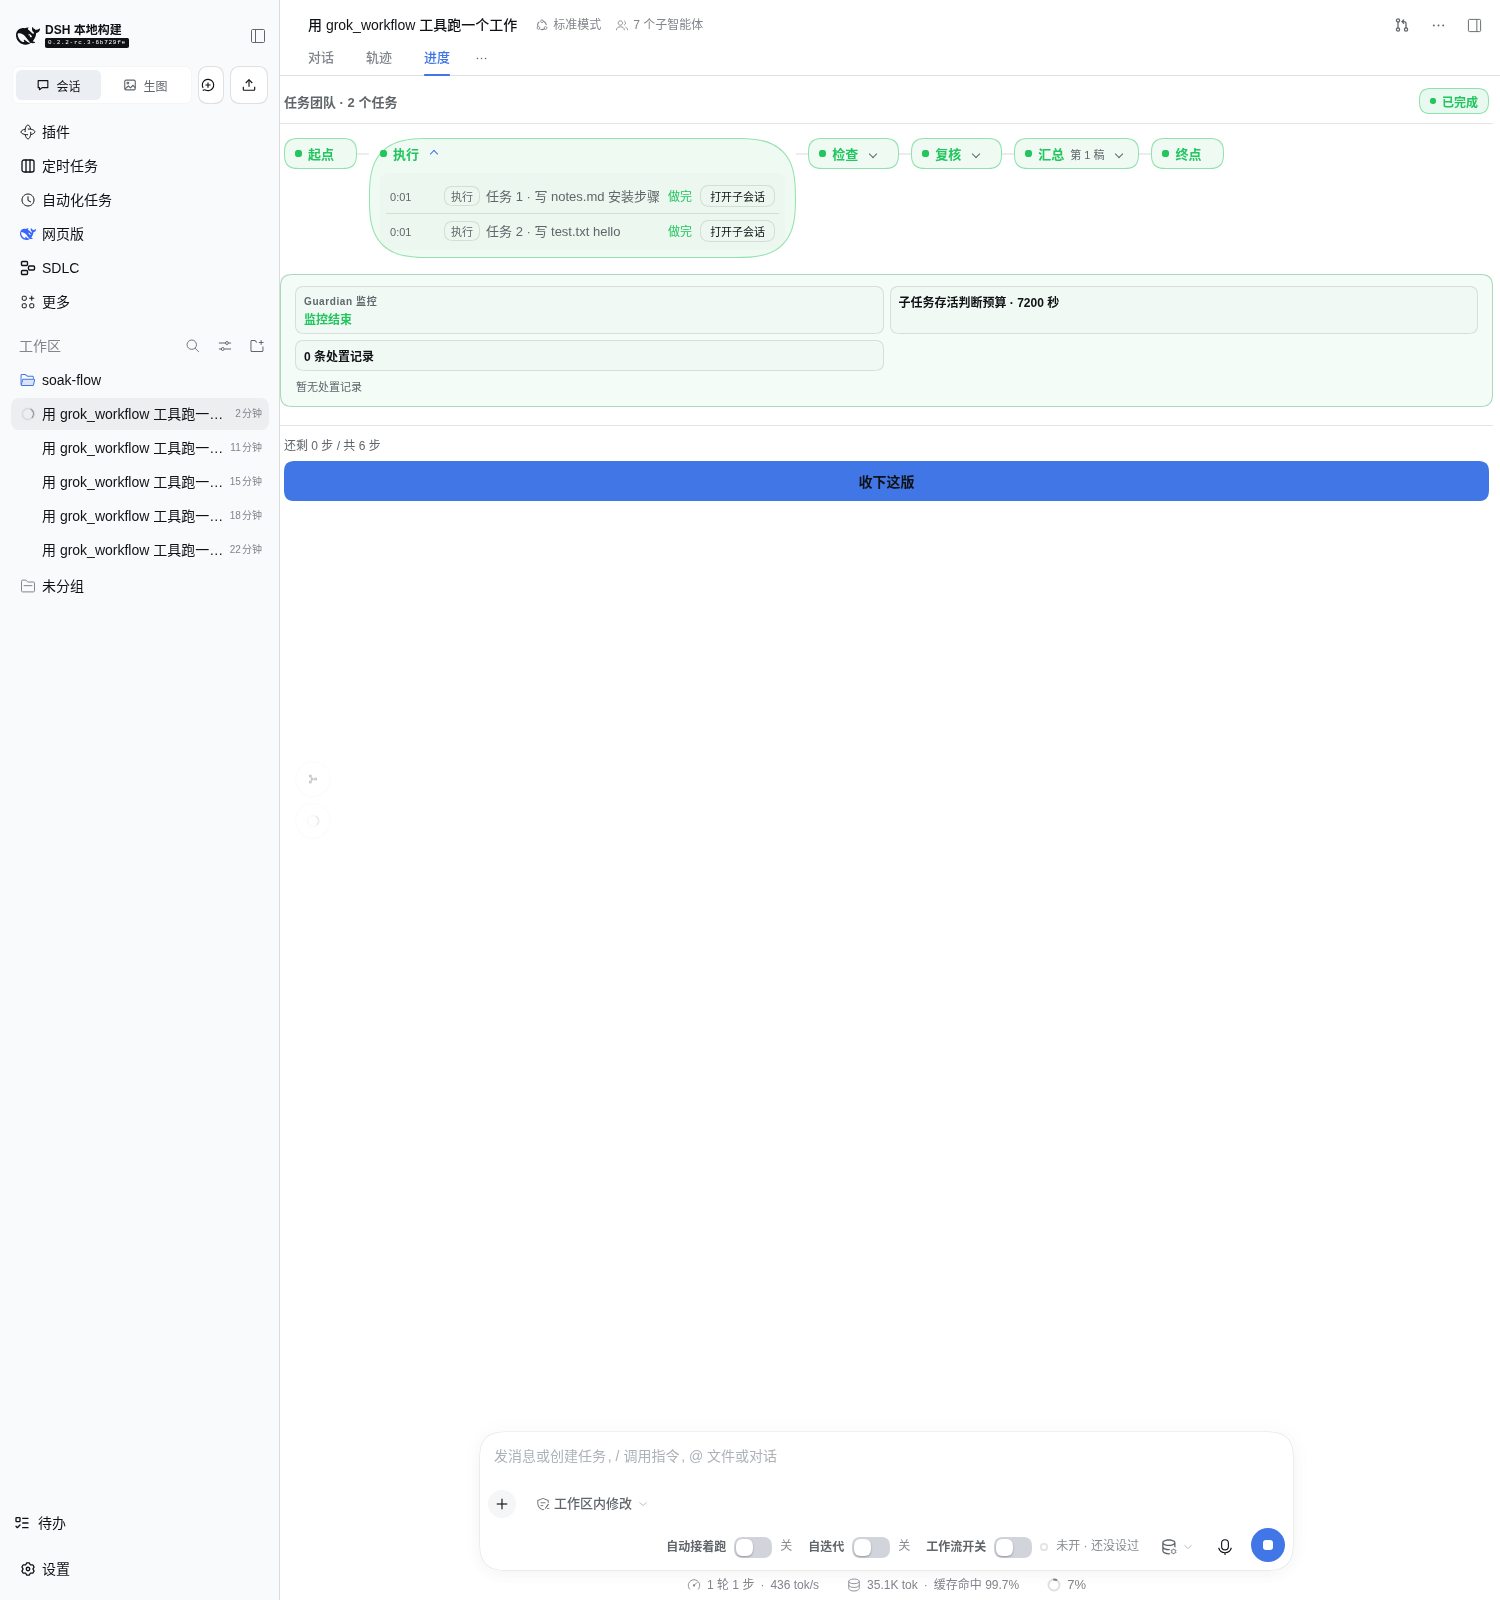 DSH 本地构建
0.2.2-rc.3-6b729fe
会话
生图
插件
定时任务
自动化任务
网页版
SDLC
更多
工作区
soak-flow
用 grok_workflow 工具跑一… 2分钟
用 grok_workflow 工具跑一… 11分钟
用 grok_workflow 工具跑一… 15分钟
用 grok_workflow 工具跑一… 18分钟
用 grok_workflow 工具跑一… 22分钟
未分组
待办
设置
用 grok_workflow 工具跑一个工作 标准模式 7 个子智能体
对话 轨迹 进度 …
任务团队 · 2 个任务 已完成
起点 执行 检查 复核 汇总 第 1 稿 终点
0:01 执行 任务 1 · 写 notes.md 安装步骤 做完 打开子会话
0:01 执行 任务 2 · 写 test.txt hello 做完 打开子会话
Guardian 监控
监控结束
子任务存活判断预算 · 7200 秒
0 条处置记录
暂无处置记录
还剩 0 步 / 共 6 步
收下这版
发消息或创建任务, / 调用指令, @ 文件或对话
工作区内修改
自动接着跑 关 自迭代 关 工作流开关 未开 · 还没设过
1 轮 1 步 · 436 tok/s 35.1K tok · 缓存命中 99.7% 7%